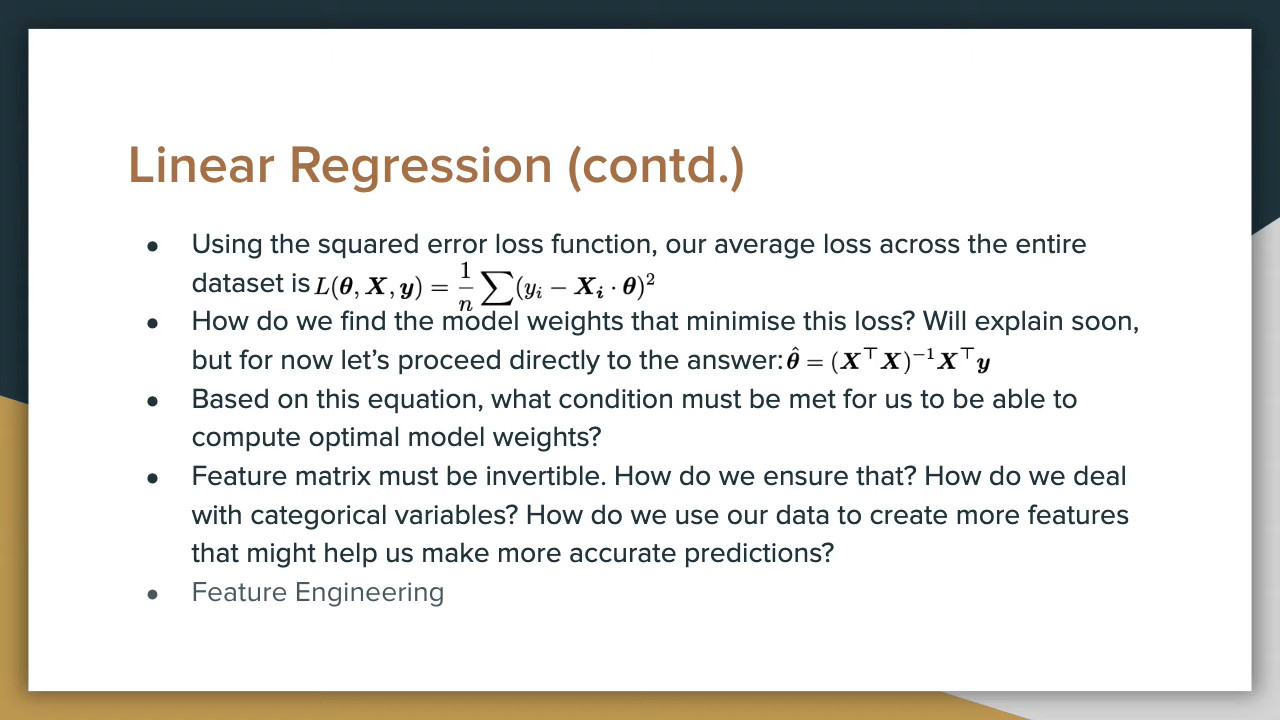 Linear Regression (contd.)
● Using the squared error loss function, our average loss across the entire
dataset is L(θ, X, y) = 1/n ∑(yᵢ − Xᵢ · θ)²
● How do we find the model weights that minimise this loss? Will explain soon,
but for now let’s proceed directly to the answer: θ̂ = (X⊤X)⁻¹X⊤y
● Based on this equation, what condition must be met for us to be able to
compute optimal model weights?
● Feature matrix must be invertible. How do we ensure that? How do we deal
with categorical variables? How do we use our data to create more features
that might help us make more accurate predictions?
● Feature Engineering